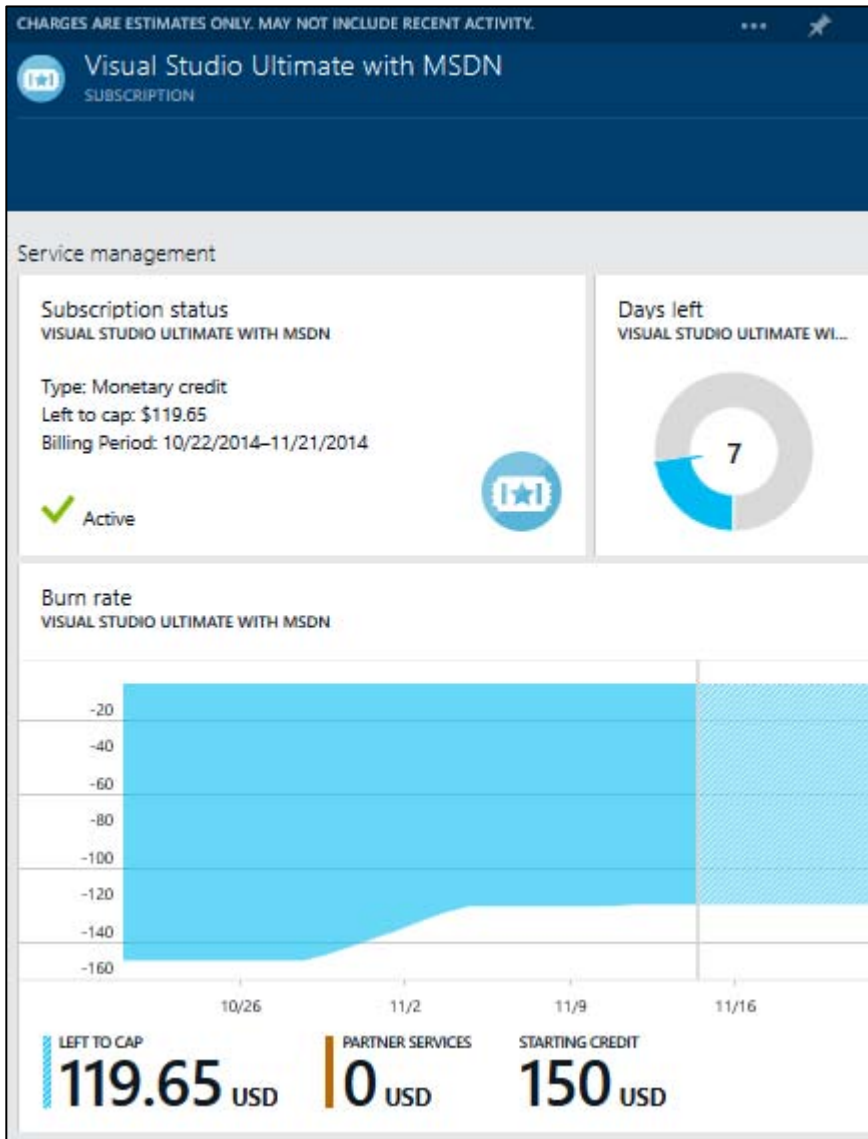 CHARGES ARE ESTIMATES ONLY. MAY NOT INCLUDE RECENT ACTIVITY.
Visual Studio Ultimate with MSDN
SUBSCRIPTION
Service management
Subscription status
VISUAL STUDIO ULTIMATE WITH MSDN
Type: Monetary credit
Left to cap: $119.65
Billing Period: 10/22/2014–11/21/2014
Active
Days left
VISUAL STUDIO ULTIMATE WI...
7
Burn rate
VISUAL STUDIO ULTIMATE WITH MSDN
-20
-40
-60
-80
-100
-120
-140
-160
10/26 11/2 11/9 11/16
LEFT TO CAP
119.65 USD
PARTNER SERVICES
0 USD
STARTING CREDIT
150 USD